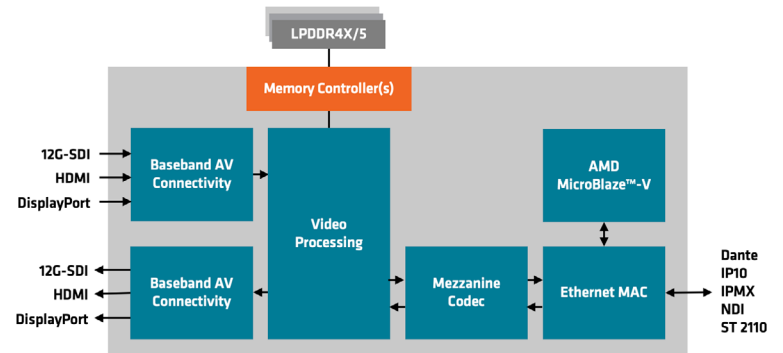 LPDDR4X/5
Memory Controller(s)
12G-SDI
HDMI
DisplayPort
Baseband AV
Connectivity
Video
Processing
AMD
MicroBlaze™-V
12G-SDI
HDMI
DisplayPort
Baseband AV
Connectivity
Mezzanine
Codec
Ethernet MAC
Dante
IP10
IPMX
NDI
ST 2110